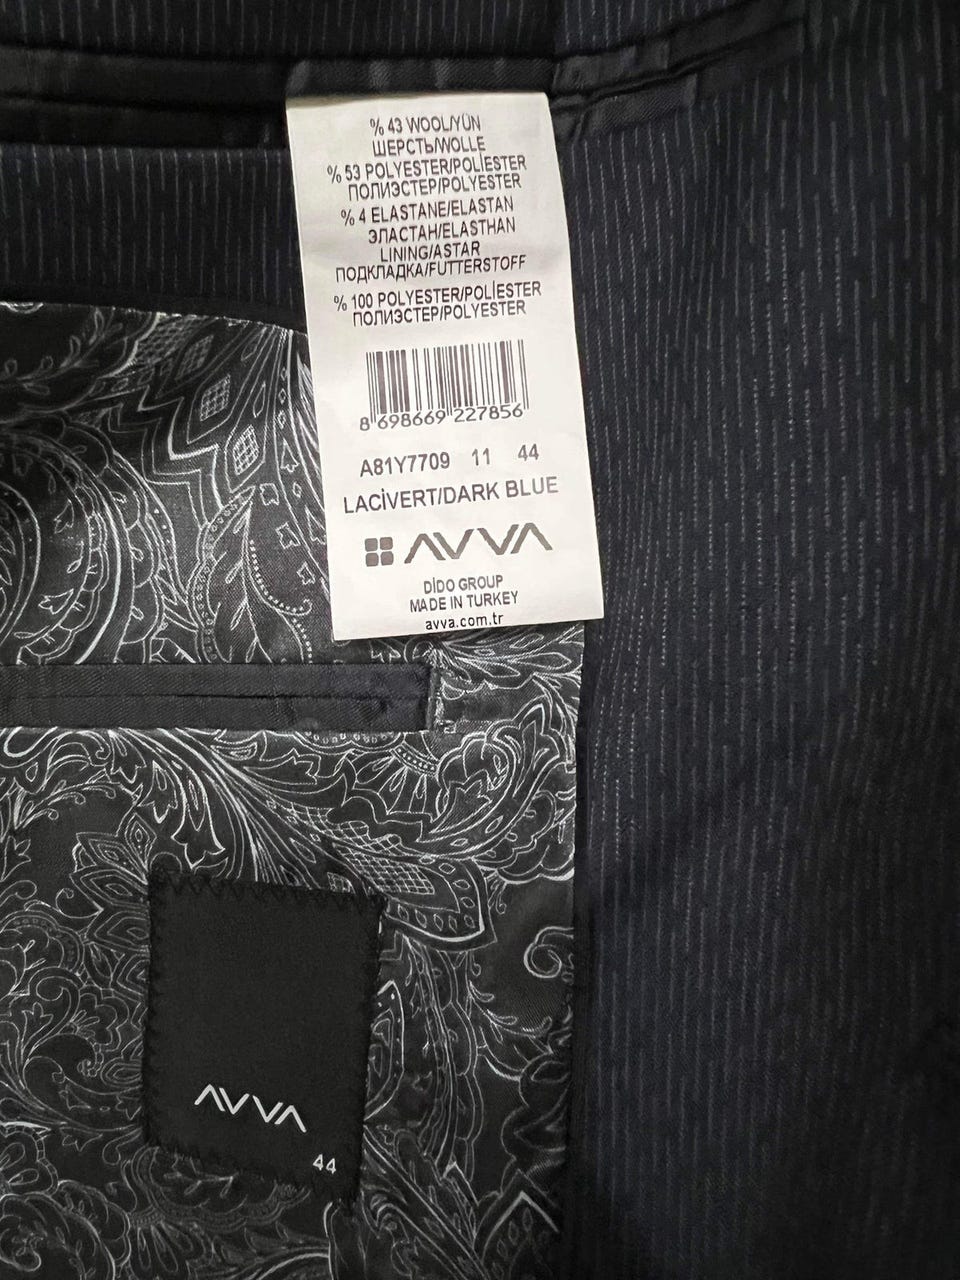 % 43 WOOL/YÜN
ШЕРСТЬ/WOLLE
% 53 POLYESTER/POLİESTER
ПОЛИЭСТЕР/POLYESTER
% 4 ELASTANE/ELASTAN
ЭЛАСТАН/ELASTHAN
LINING/ASTAR
ПОДКЛАДКА/FUTTERSTOFF
% 100 POLYESTER/POLİESTER
ПОЛИЭСТЕР/POLYESTER
8 698669 227856
A81Y7709 11 44
LACİVERT/DARK BLUE
AVVA
DİDO GROUP
MADE IN TURKEY
avva.com.tr
AVVA
44